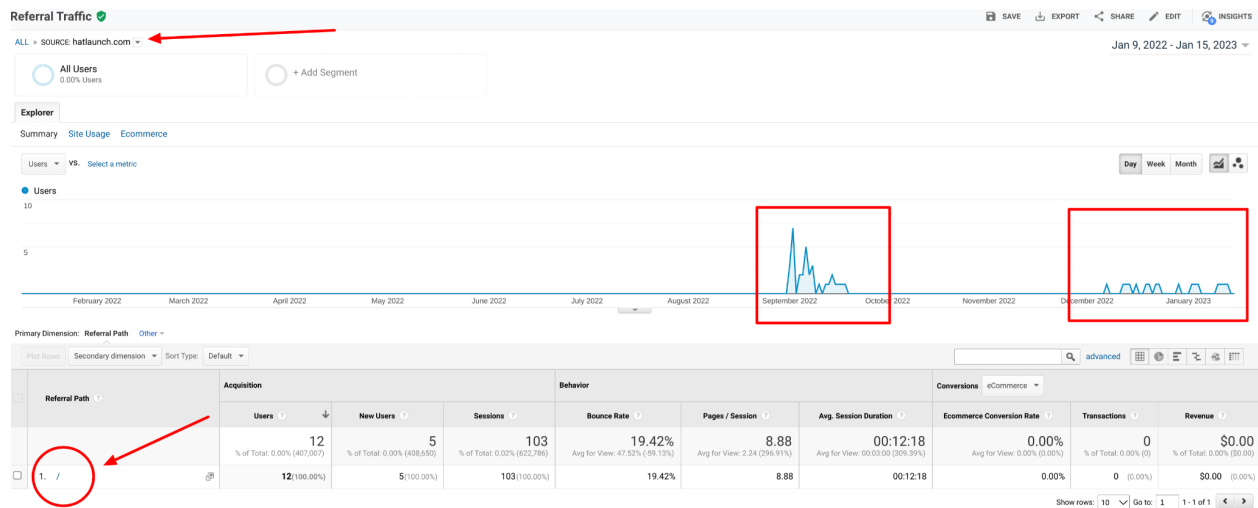 Referral Traffic
SAVE EXPORT SHARE EDIT INSIGHTS
ALL » SOURCE: hatlaunch.com
Jan 9, 2022 - Jan 15, 2023
All Users
0.00% Users
+ Add Segment
Explorer
Summary Site Usage Ecommerce
Users VS. Select a metric
Day Week Month
Users
10
5
February 2022 March 2022 April 2022 May 2022 June 2022 July 2022 August 2022 September 2022 October 2022 November 2022 December 2022 January 2023
Primary Dimension: Referral Path Other
Plot Rows Secondary dimension Sort Type: Default advanced
Referral Path ? Acquisition Behavior Conversions eCommerce
Users ? New Users ? Sessions ? Bounce Rate ? Pages / Session ? Avg. Session Duration ? Ecommerce Conversion Rate ? Transactions ? Revenue ?
12 5 103 19.42% 8.88 00:12:18 0.00% 0 $0.00
% of Total: 0.00% (407,007) % of Total: 0.00% (408,650) % of Total: 0.02% (622,786) Avg for View: 47.52% (-59.13%) Avg for View: 2.24 (296.91%) Avg for View: 00:03:00 (309.39%) Avg for View: 0.00% (0.00%) % of Total: 0.00% (0) % of Total: 0.00% ($0.00)
1. / 12(100.00%) 5(100.00%) 103(100.00%) 19.42% 8.88 00:12:18 0.00% 0 (0.00%) $0.00 (0.00%)
Show rows: 10 Go to: 1 1 - 1 of 1